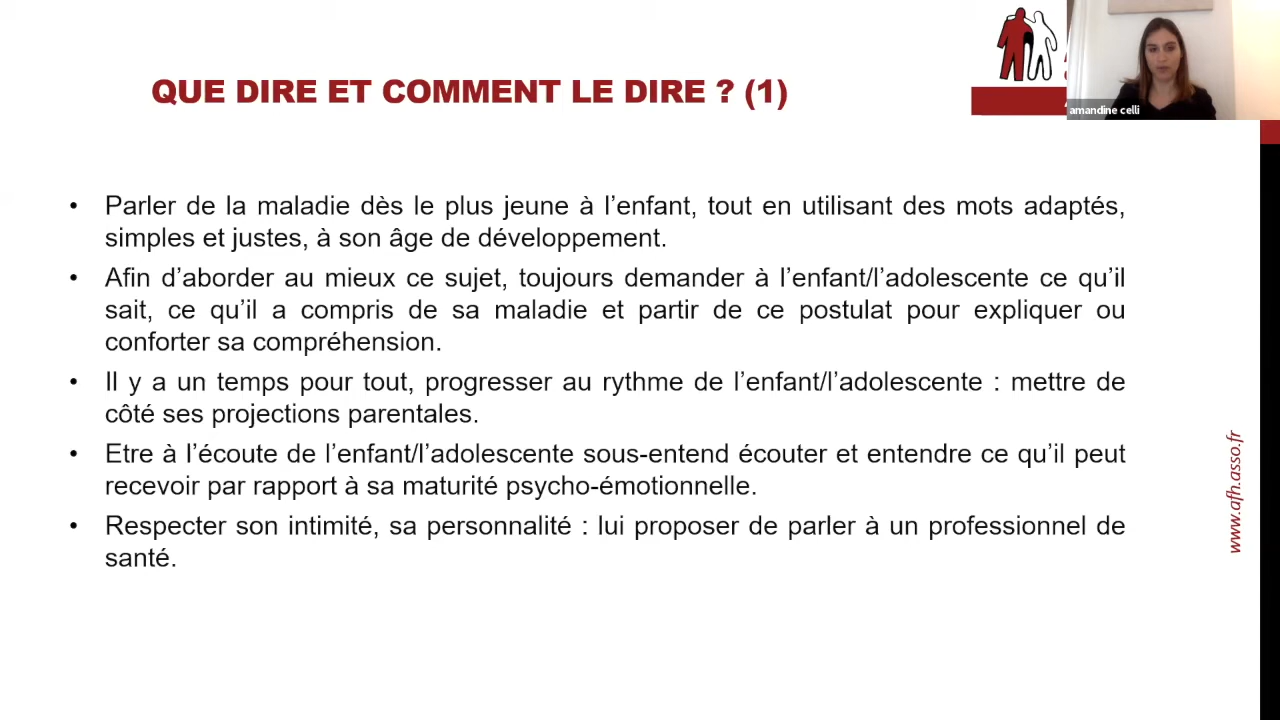 QUE DIRE ET COMMENT LE DIRE ? (1)
amandine celli
• Parler de la maladie dès le plus jeune à l’enfant, tout en utilisant des mots adaptés,
simples et justes, à son âge de développement.
• Afin d’aborder au mieux ce sujet, toujours demander à l’enfant/l’adolescente ce qu’il
sait, ce qu’il a compris de sa maladie et partir de ce postulat pour expliquer ou
conforter sa compréhension.
• Il y a un temps pour tout, progresser au rythme de l’enfant/l’adolescente : mettre de
côté ses projections parentales.
• Etre à l’écoute de l’enfant/l’adolescente sous-entend écouter et entendre ce qu’il peut
recevoir par rapport à sa maturité psycho-émotionnelle.
• Respecter son intimité, sa personnalité : lui proposer de parler à un professionnel de
santé.
www.afh.asso.fr